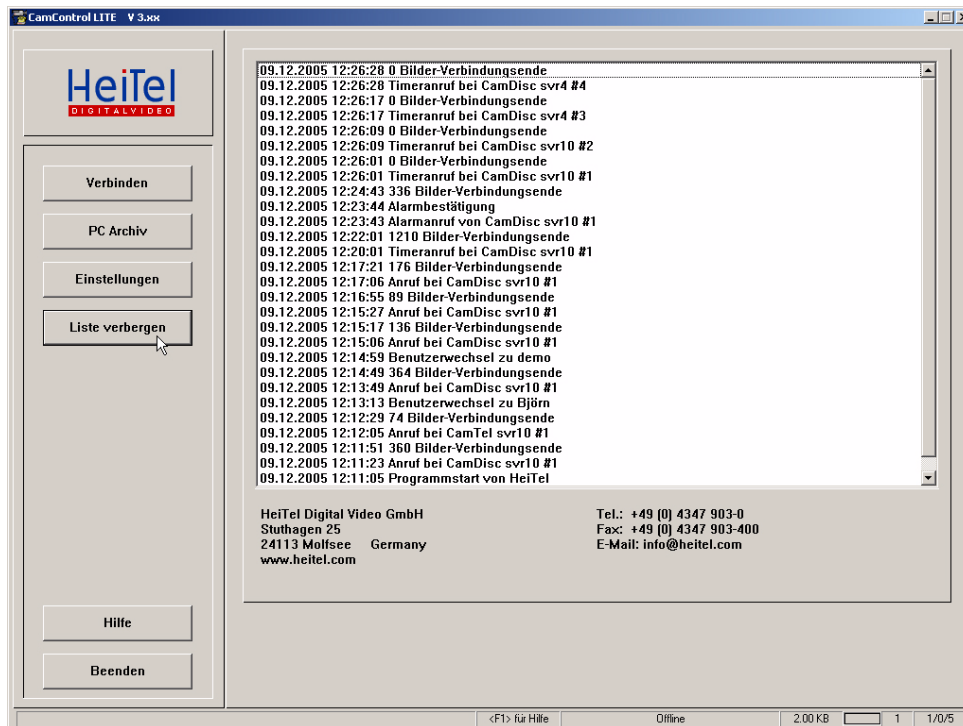 CamControl LITE V 3.xx
HeiTel
DIGITALVIDEO
Verbinden
PC Archiv
Einstellungen
Liste verbergen
Hilfe
Beenden
09.12.2005 12:26:28 0 Bilder-Verbindungsende
09.12.2005 12:26:28 Timeranruf bei CamDisc svr4 #4
09.12.2005 12:26:17 0 Bilder-Verbindungsende
09.12.2005 12:26:17 Timeranruf bei CamDisc svr4 #3
09.12.2005 12:26:09 0 Bilder-Verbindungsende
09.12.2005 12:26:09 Timeranruf bei CamDisc svr10 #2
09.12.2005 12:26:01 0 Bilder-Verbindungsende
09.12.2005 12:26:01 Timeranruf bei CamDisc svr10 #1
09.12.2005 12:24:43 336 Bilder-Verbindungsende
09.12.2005 12:23:44 Alarmbestätigung
09.12.2005 12:23:43 Alarmanruf von CamDisc svr10 #1
09.12.2005 12:22:01 1210 Bilder-Verbindungsende
09.12.2005 12:20:01 Timeranruf bei CamDisc svr10 #1
09.12.2005 12:17:21 176 Bilder-Verbindungsende
09.12.2005 12:17:06 Anruf bei CamDisc svr10 #1
09.12.2005 12:16:55 89 Bilder-Verbindungsende
09.12.2005 12:15:27 Anruf bei CamDisc svr10 #1
09.12.2005 12:15:17 136 Bilder-Verbindungsende
09.12.2005 12:15:06 Anruf bei CamDisc svr10 #1
09.12.2005 12:14:59 Benutzerwechsel zu demo
09.12.2005 12:14:49 364 Bilder-Verbindungsende
09.12.2005 12:13:49 Anruf bei CamDisc svr10 #1
09.12.2005 12:13:13 Benutzerwechsel zu Björn
09.12.2005 12:12:29 74 Bilder-Verbindungsende
09.12.2005 12:12:05 Anruf bei CamTel svr10 #1
09.12.2005 12:11:51 360 Bilder-Verbindungsende
09.12.2005 12:11:23 Anruf bei CamDisc svr10 #1
09.12.2005 12:11:05 Programmstart von HeiTel
HeiTel Digital Video GmbH
Stuthagen 25
24113 Molfsee Germany
www.heitel.com
Tel.: +49 (0) 4347 903-0
Fax: +49 (0) 4347 903-400
E-Mail: info@heitel.com
<F1> für Hilfe Offline 2.00 KB 1 1/0/5